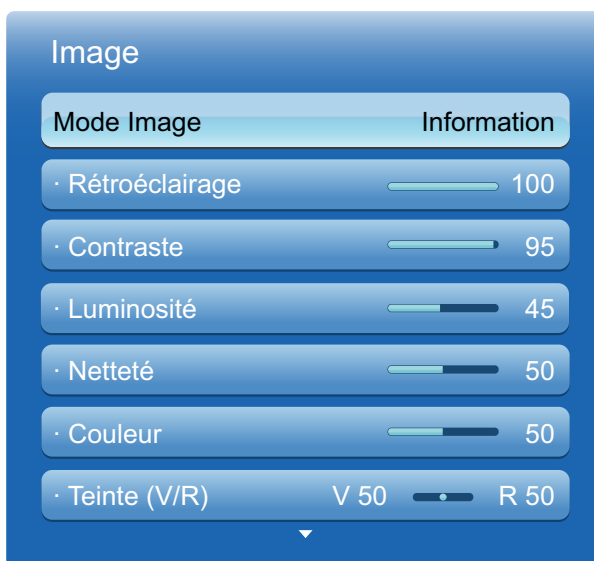 Image
Mode Image Information
· Rétroéclairage 100
· Contraste 95
· Luminosité 45
· Netteté 50
· Couleur 50
· Teinte (V/R) V 50 R 50